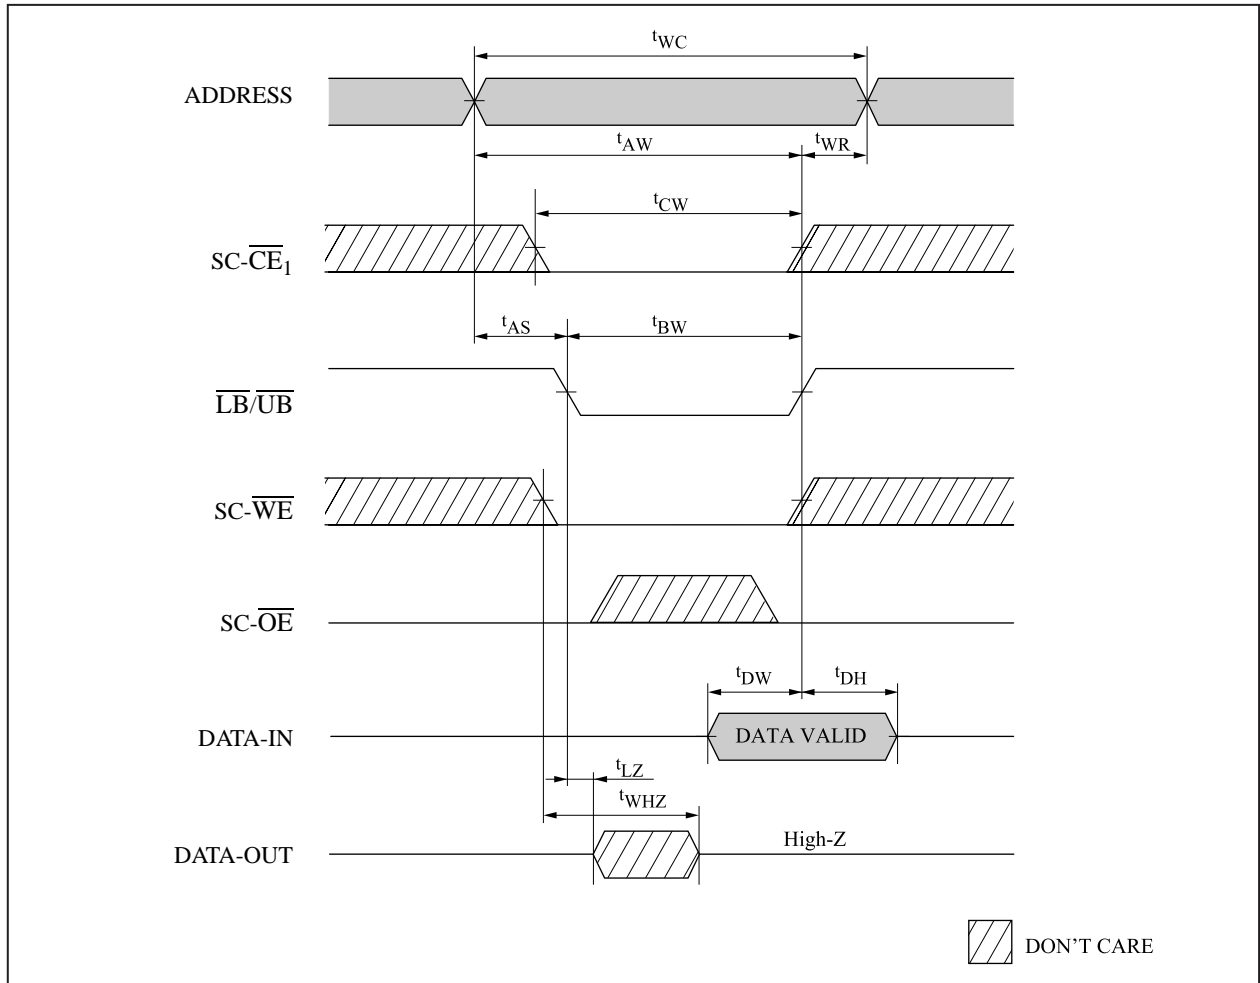 tWC
ADDRESS
tAW
tWR
tCW
SC-CE1
tAS
tBW
LB/UB
SC-WE
SC-OE
tDW
tDH
DATA-IN
DATA VALID
tLZ
tWHZ
DATA-OUT
High-Z
DON'T CARE